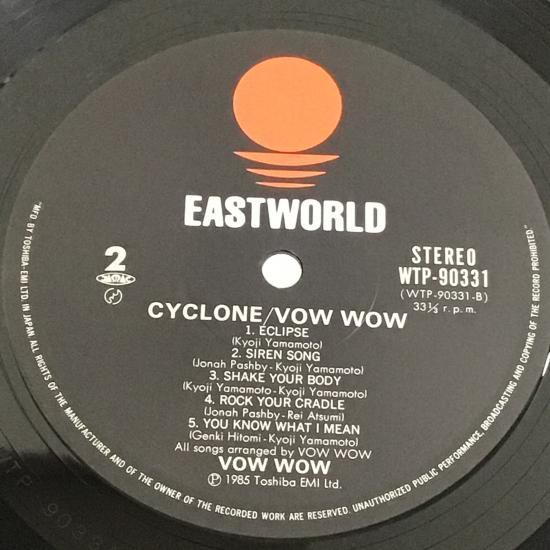 EASTWORLD
2
STEREO
WTP-90331
(WTP-90331-B)
33⅓ r.p.m.
CYCLONE/VOW WOW
1. ECLIPSE
(Kyoji Yamamoto)
2. SIREN SONG
(Jonah Pashby-Kyoji Yamamoto)
3. SHAKE YOUR BODY
(Kyoji Yamamoto-Kyoji Yamamoto)
4. ROCK YOUR CRADLE
(Jonah Pashby-Rei Atsumi)
5. YOU KNOW WHAT I MEAN
(Genki Hitomi-Kyoji Yamamoto)
All songs arranged by VOW WOW
VOW WOW
Ⓟ 1985 Toshiba EMI Ltd.
"MFD. BY TOSHIBA-EMI LTD. IN JAPAN. ALL RIGHTS OF THE MANUFACTURER AND OF THE OWNER OF THE RECORDED WORK ARE RESERVED. UNAUTHORIZED PUBLIC PERFORMANCE, BROADCASTING AND COPYING OF THE RECORD PROHIBITED."